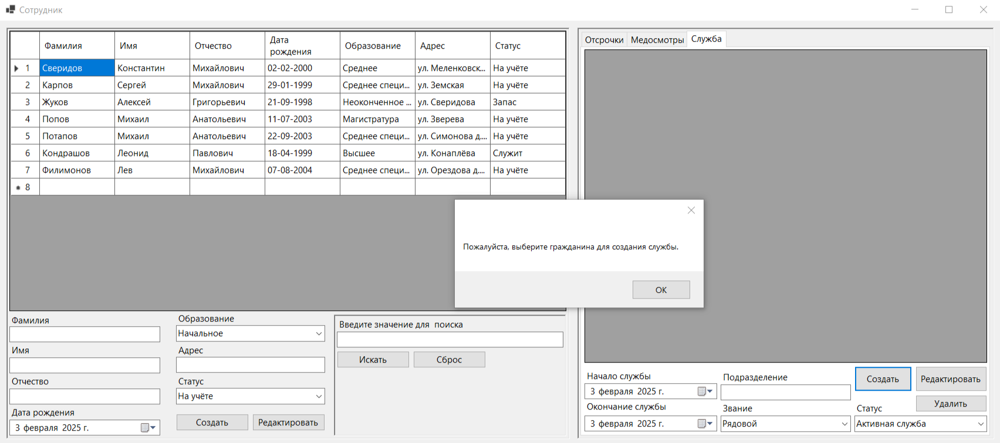 Сотрудник
Фамилия Имя Отчество Дата рождения Образование Адрес Статус
1 Сверидов Константин Михайлович 02-02-2000 Среднее ул. Меленковск... На учёте
2 Карпов Сергей Михайлович 29-01-1999 Среднее специ... ул. Земская На учёте
3 Жуков Алексей Григорьевич 21-09-1998 Неоконченное ... ул. Сверидова Запас
4 Попов Михаил Анатольевич 11-07-2003 Магистратура ул. Зверева На учёте
5 Потапов Михаил Анатольевич 22-09-2003 Среднее специ... ул. Симонова д.... На учёте
6 Кондрашов Леонид Павлович 18-04-1999 Высшее ул. Конаплёва Служит
7 Филимонов Лев Михайлович 07-08-2004 Среднее специ... ул. Орездова д.... На учёте
8
Фамилия
Имя
Отчество
Дата рождения
3 февраля 2025 г.
Образование
Начальное
Адрес
Статус
На учёте
Создать Редактировать
Введите значение для поиска
Искать Сброс
Отсрочки Медосмотры Служба
Пожалуйста, выберите гражданина для создания службы.
ОК
Начало службы
3 февраля 2025 г.
Окончание службы
3 февраля 2025 г.
Подразделение
Звание
Рядовой
Создать Редактировать
Удалить
Статус
Активная служба